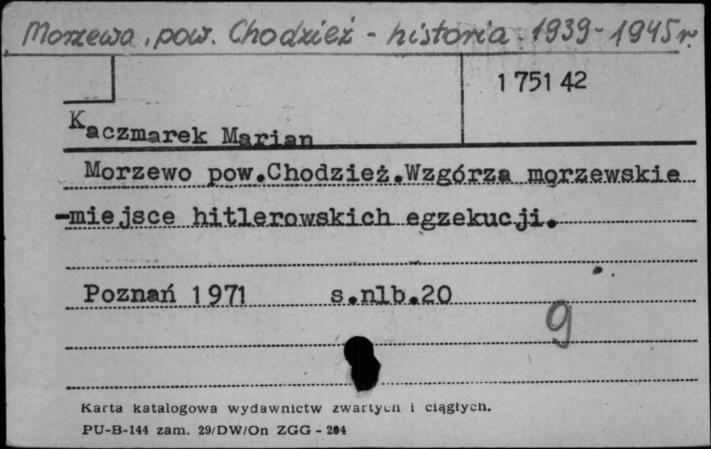 Morzewo, pow. Chodzież - historia 1939-1945 r.
1 751 42
Kaczmarek Marian
Morzewo pow.Chodzież.Wzgórza morzewskie
-miejsce hitlerowskich egzekucji.
Poznań 1971 s.nlb.20
9
Karta katalogowa wydawnictw zwartych i ciągłych.
PU-B-144 zam. 29/DW/On ZGG - 204